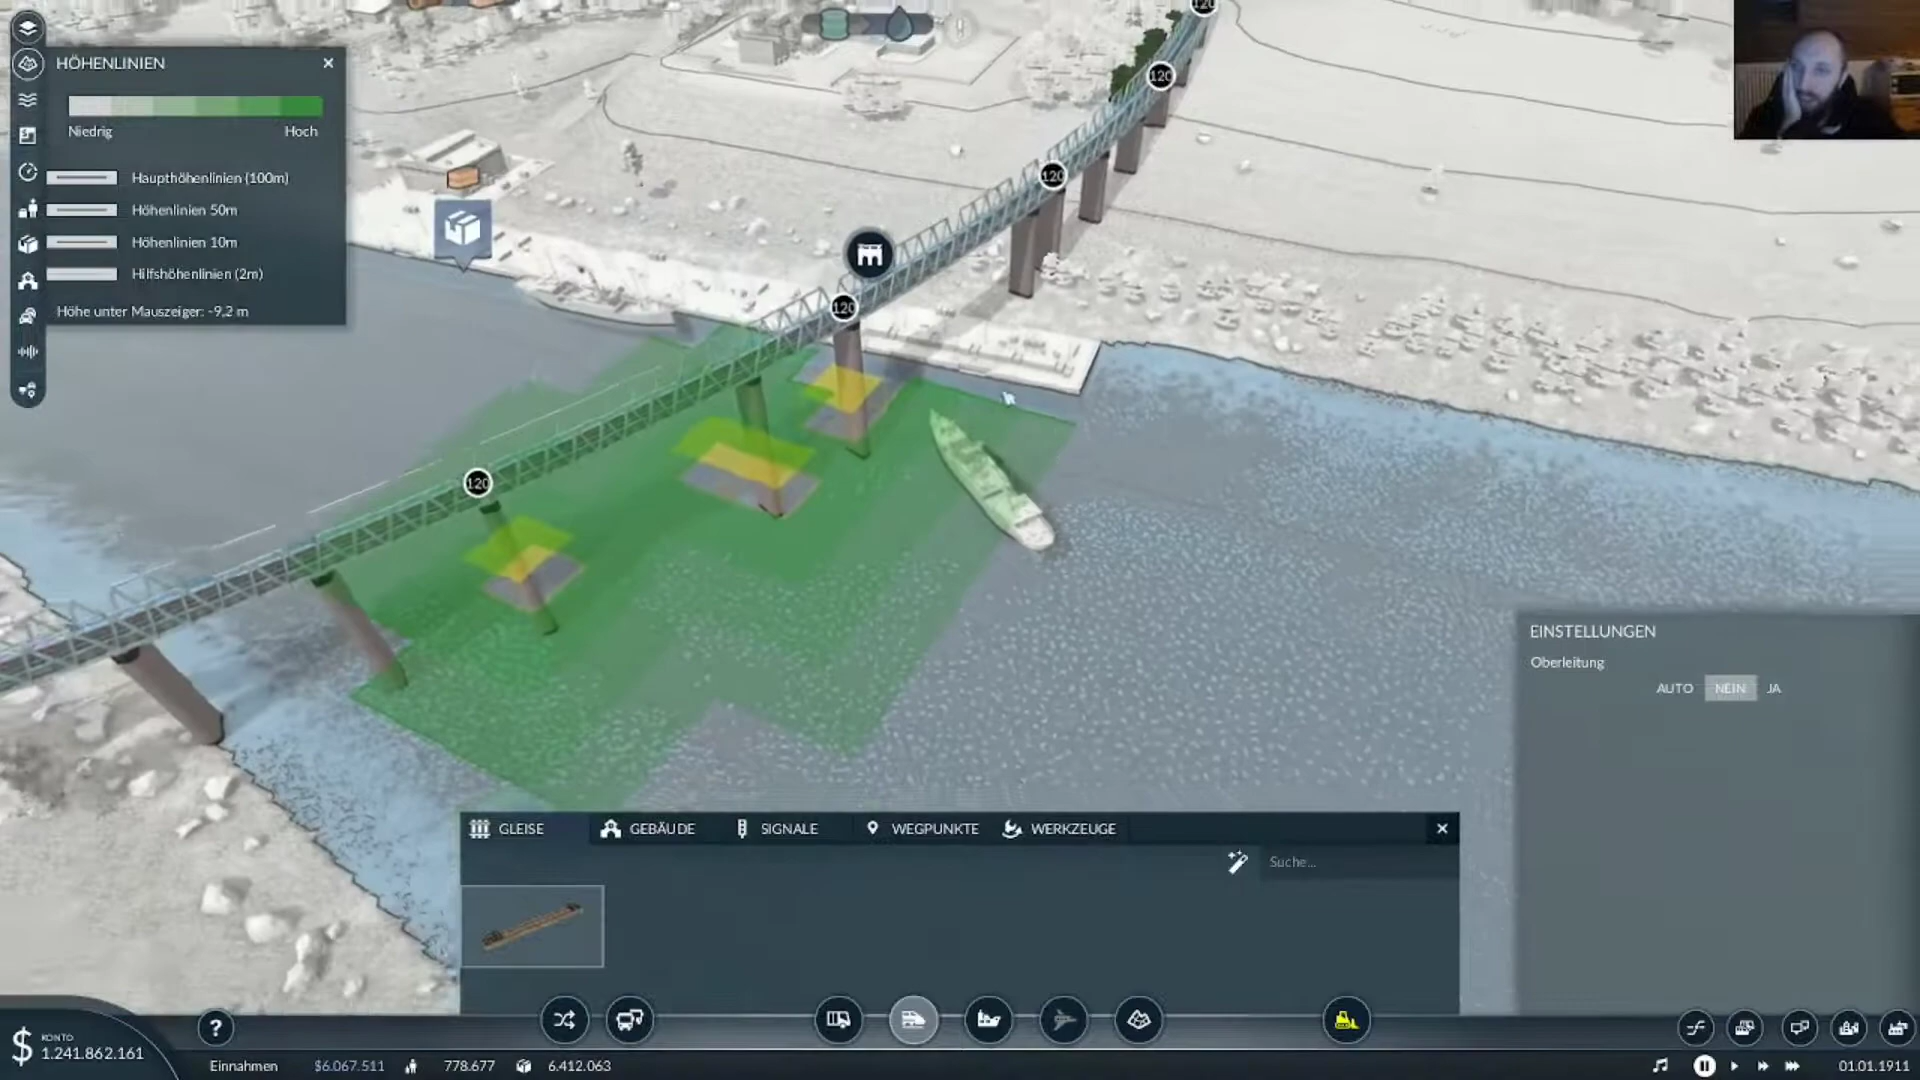 HÖHENLINIEN
Niedrig
Hoch
Haupthöhenlinien (100m)
Höhenlinien 50m
Höhenlinien 10m
Hilfshöhenlinien (2m)
Höhe unter Mauszeiger: -9,2 m
120
120
120
120
120
EINSTELLUNGEN
Oberleitung
AUTO NEIN JA
GLEISE GEBÄUDE SIGNALE WEGPUNKTE WERKZEUGE
Suche...
$ KONTO
1.241.862.161
?
Einnahmen $6.067.511 778.677 6.412.063
01.01.1911